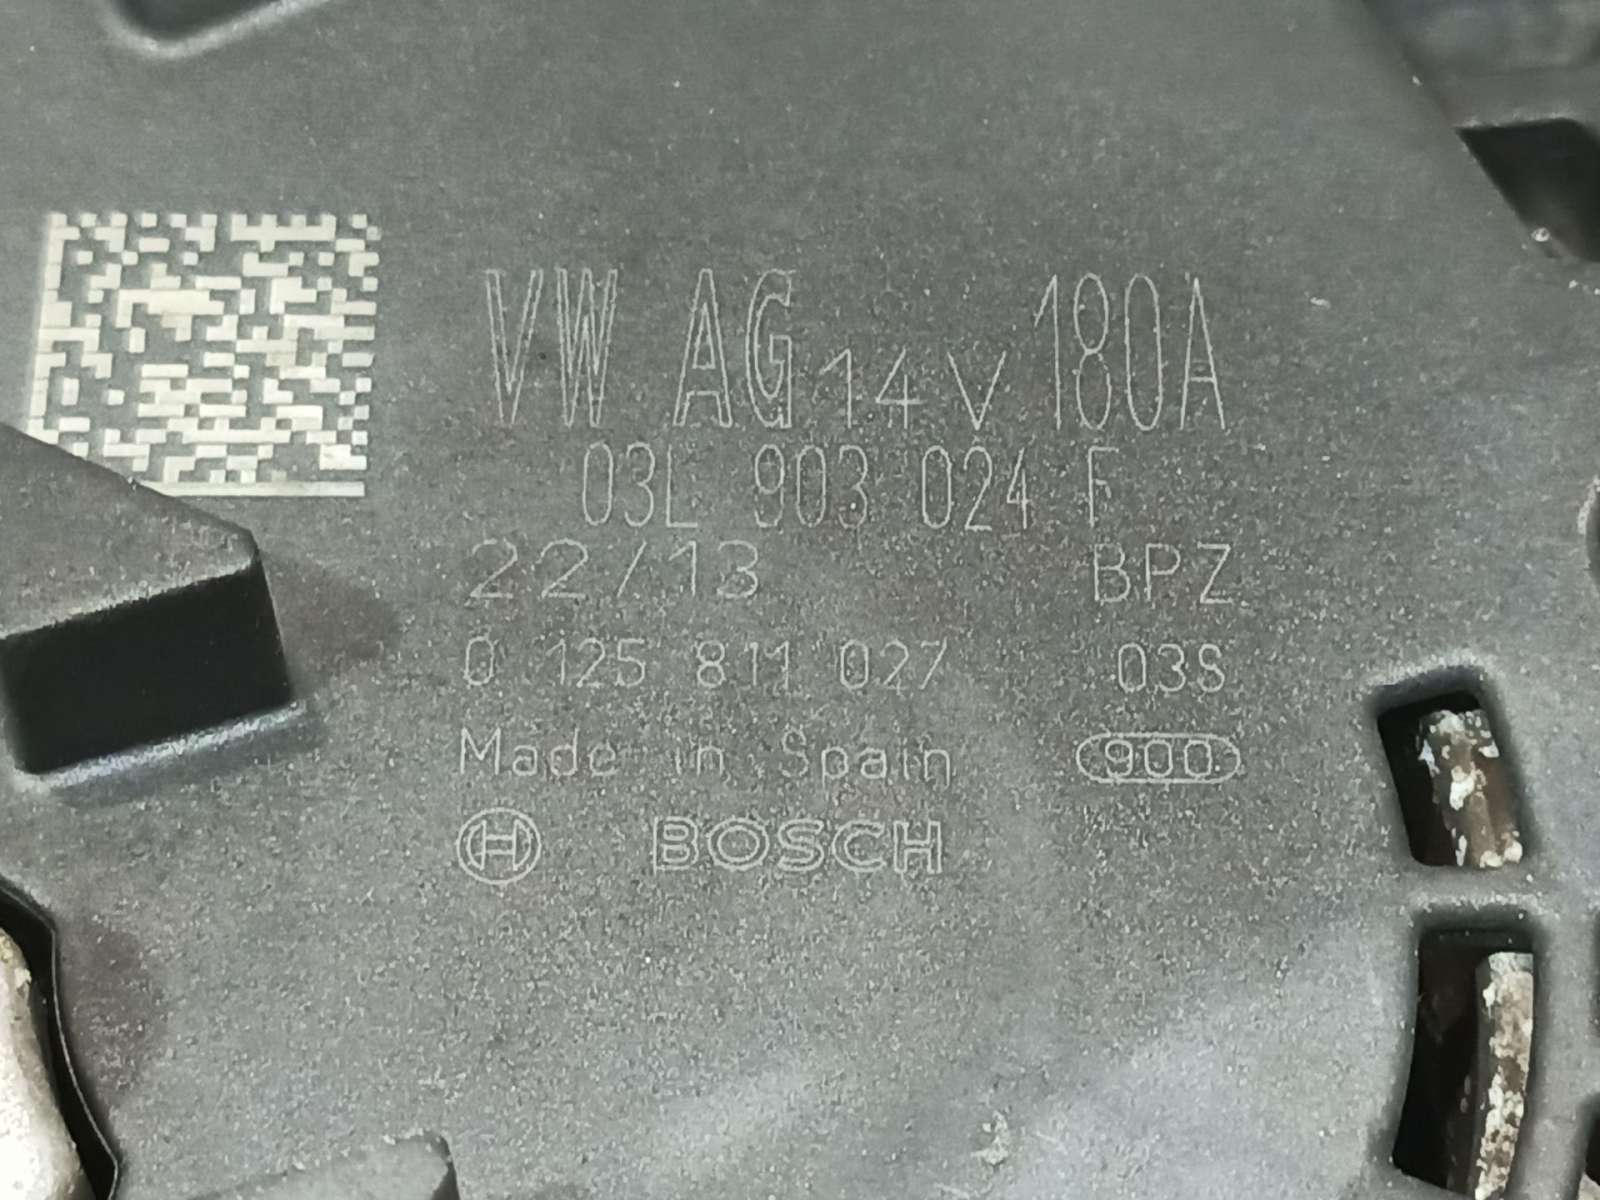 VW AG 14V 180A
03L 903 024 F
22/13 BPZ
0 125 811 027 03S
Made in Spain 900
BOSCH